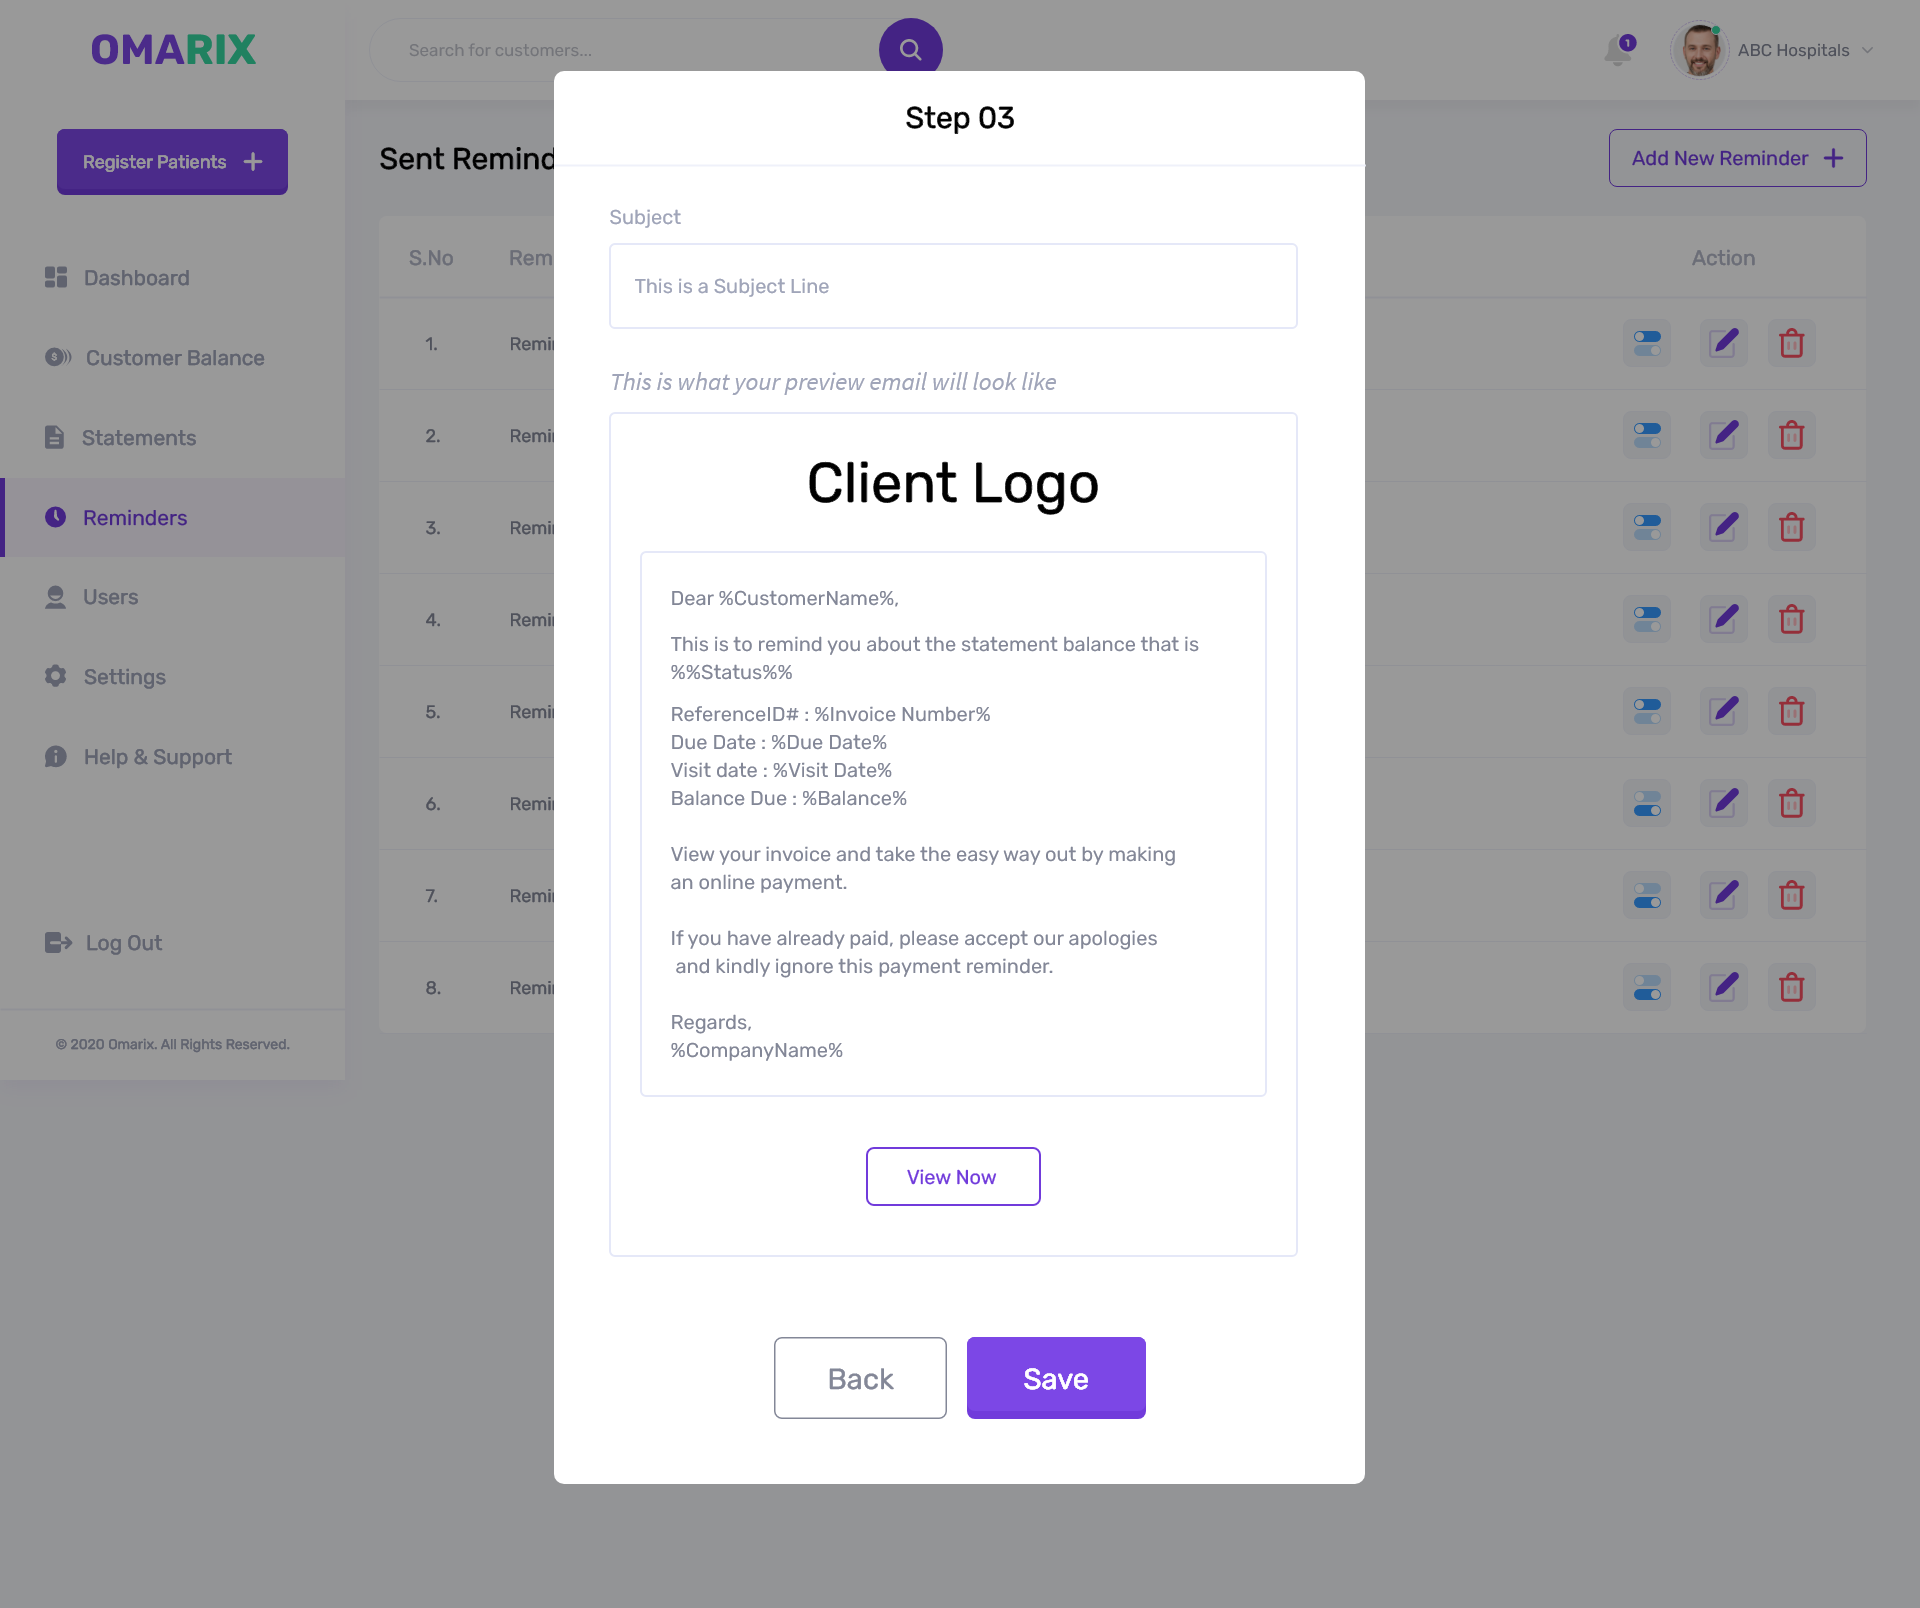 OMARIX
Search for customers...
1
ABC Hospitals
Register Patients
Dashboard
Customer Balance
Statements
Reminders
Users
Settings
Help & Support
Log Out
© 2020 Omarix. All Rights Reserved.
Sent Remind
Add New Reminder
S.No
Rem
Action
1.
Remi
2.
Remi
3.
Remi
4.
Remi
5.
Remi
6.
Remi
7.
Remi
8.
Remi
Step 03
Subject
This is a Subject Line
This is what your preview email will look like
Client Logo
Dear %CustomerName%,
This is to remind you about the statement balance that is
%%Status%%
ReferenceID# : %Invoice Number%
Due Date : %Due Date%
Visit date : %Visit Date%
Balance Due : %Balance%
View your invoice and take the easy way out by making
an online payment.
If you have already paid, please accept our apologies
and kindly ignore this payment reminder.
Regards,
%CompanyName%
View Now
Back
Save